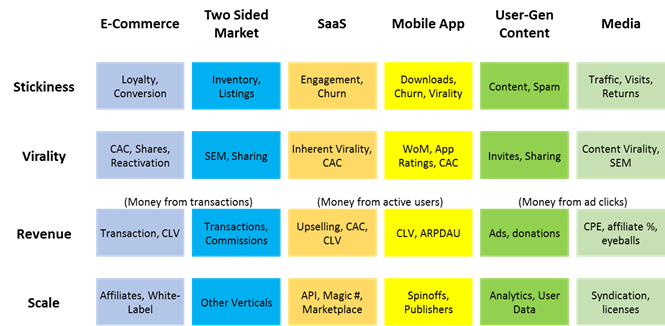 E-Commerce
Two Sided
Market
SaaS
Mobile App
User-Gen
Content
Media
Stickiness
Loyalty,
Conversion
Inventory,
Listings
Engagement,
Churn
Downloads,
Churn, Virality
Content, Spam
Traffic, Visits,
Returns
Virality
CAC, Shares,
Reactivation
SEM, Sharing
Inherent Virality,
CAC
WoM, App
Ratings, CAC
Invites, Sharing
Content Virality,
SEM
(Money from transactions)
(Money from active users)
(Money from ad clicks)
Revenue
Transaction, CLV
Transactions,
Commissions
Upselling, CAC,
CLV
CLV, ARPDAU
Ads, donations
CPE, affiliate %,
eyeballs
Scale
Affiliates, White-
Label
Other Verticals
API, Magic #,
Marketplace
Spinoffs,
Publishers
Analytics, User
Data
Syndication,
licenses